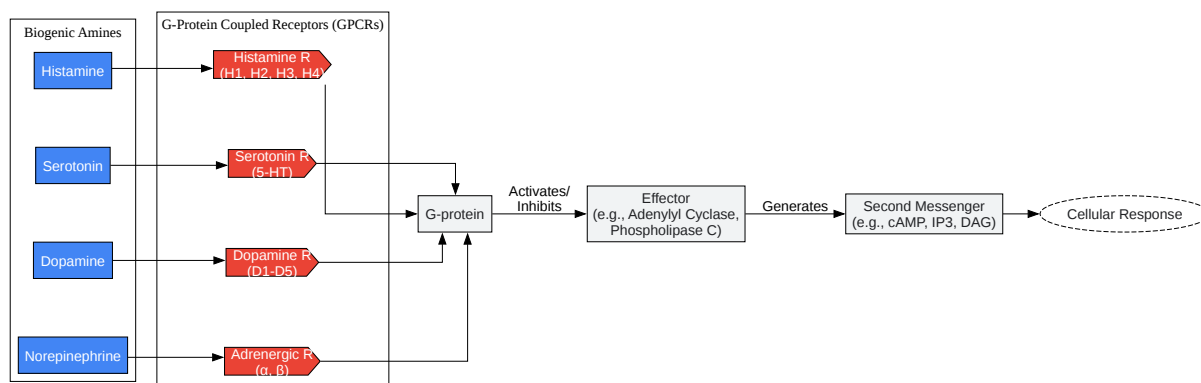 Biogenic Amines
G-Protein Coupled Receptors (GPCRs)
Histamine
Histamine R
(H1, H2, H3, H4)
Serotonin
Serotonin R
(5-HT)
Dopamine
Dopamine R
(D1-D5)
Norepinephrine
Adrenergic R
(α, β)
G-protein
Activates/
Inhibits
Effector
(e.g., Adenylyl Cyclase,
Phospholipase C)
Generates
Second Messenger
(e.g., cAMP, IP3, DAG)
Cellular Response